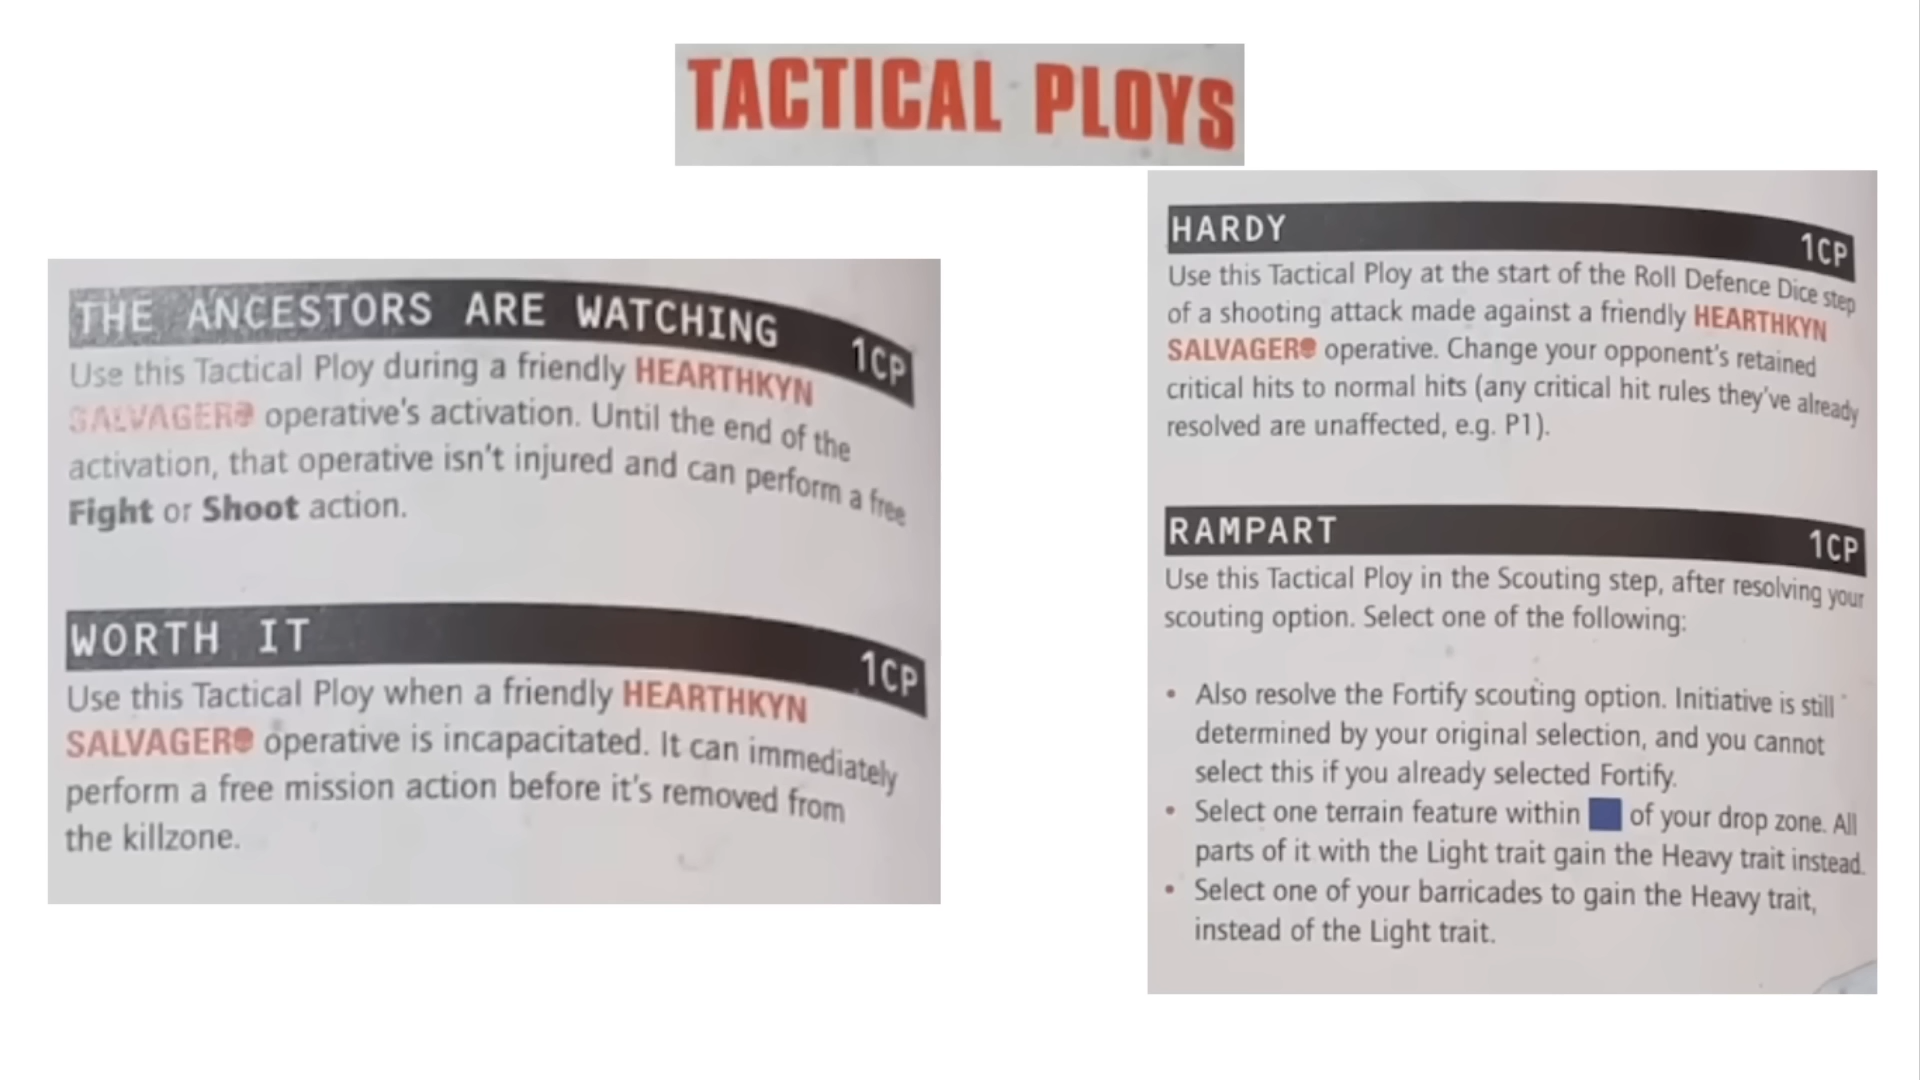 TACTICAL PLOYS
THE ANCESTORS ARE WATCHING 1CP
Use this Tactical Ploy during a friendly HEARTHKYN
SALVAGER operative's activation. Until the end of the
activation, that operative isn't injured and can perform a free
Fight or Shoot action.
WORTH IT 1CP
Use this Tactical Ploy when a friendly HEARTHKYN
SALVAGER operative is incapacitated. It can immediately
perform a free mission action before it's removed from
the killzone.
HARDY 1CP
Use this Tactical Ploy at the start of the Roll Defence Dice step
of a shooting attack made against a friendly HEARTHKYN
SALVAGER operative. Change your opponent's retained
critical hits to normal hits (any critical hit rules they've already
resolved are unaffected, e.g. P1).
RAMPART 1CP
Use this Tactical Ploy in the Scouting step, after resolving your
scouting option. Select one of the following:
• Also resolve the Fortify scouting option. Initiative is still
determined by your original selection, and you cannot
select this if you already selected Fortify.
• Select one terrain feature within of your drop zone. All
parts of it with the Light trait gain the Heavy trait instead.
• Select one of your barricades to gain the Heavy trait,
instead of the Light trait.